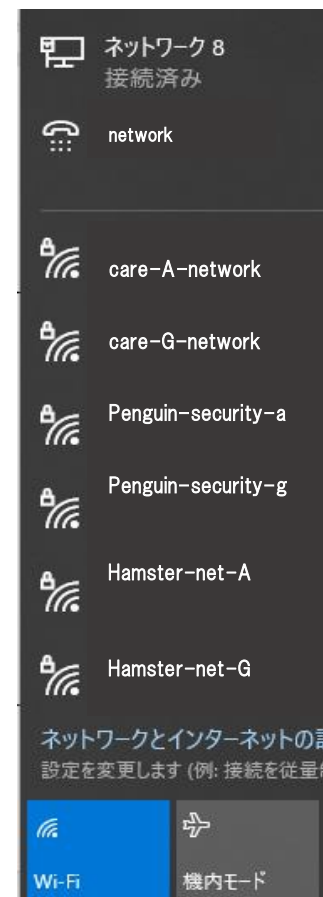 ネットワーク 8
接続済み
network
care-A-network
care-G-network
Penguin-security-a
Penguin-security-g
Hamster-net-A
Hamster-net-G
ネットワークとインターネットの
設定を変更します (例: 接続を従量
Wi-Fi
機内モード